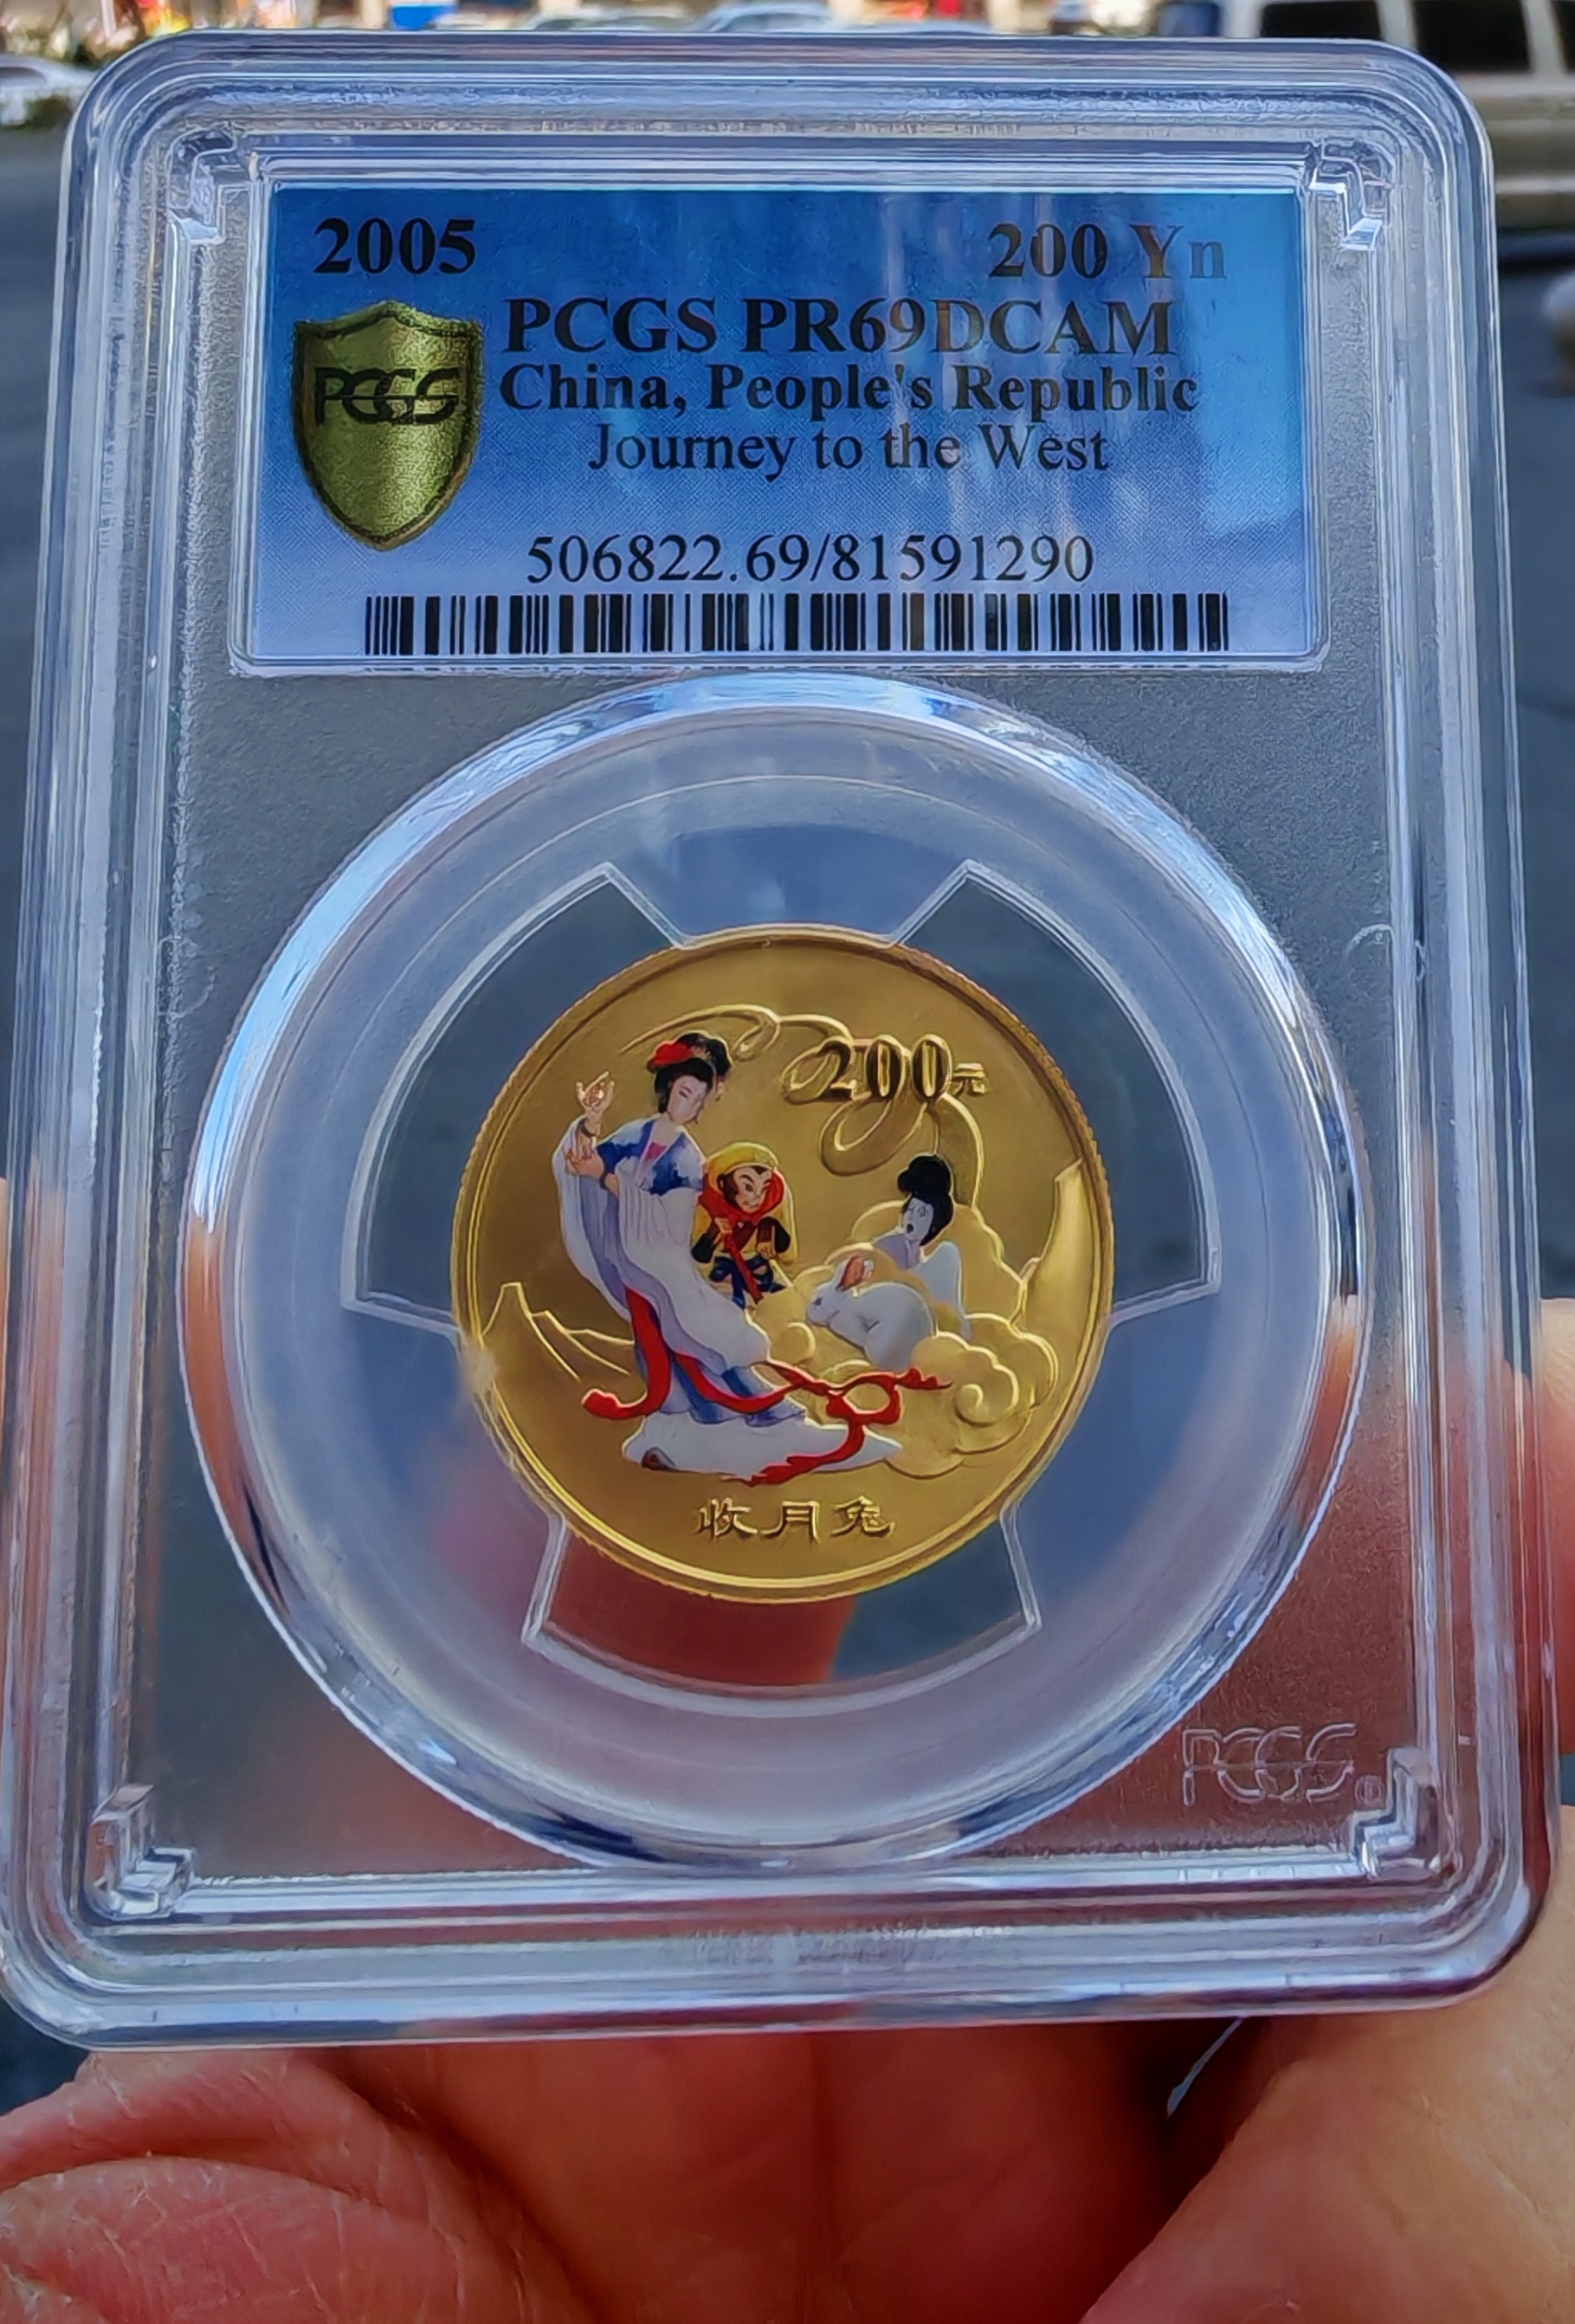 2005 200 Yn
PCGS PR69DCAM
China, People's Republic
PCGS
Journey to the West
506822.69/81591290
200元
收月兔
PCGS®